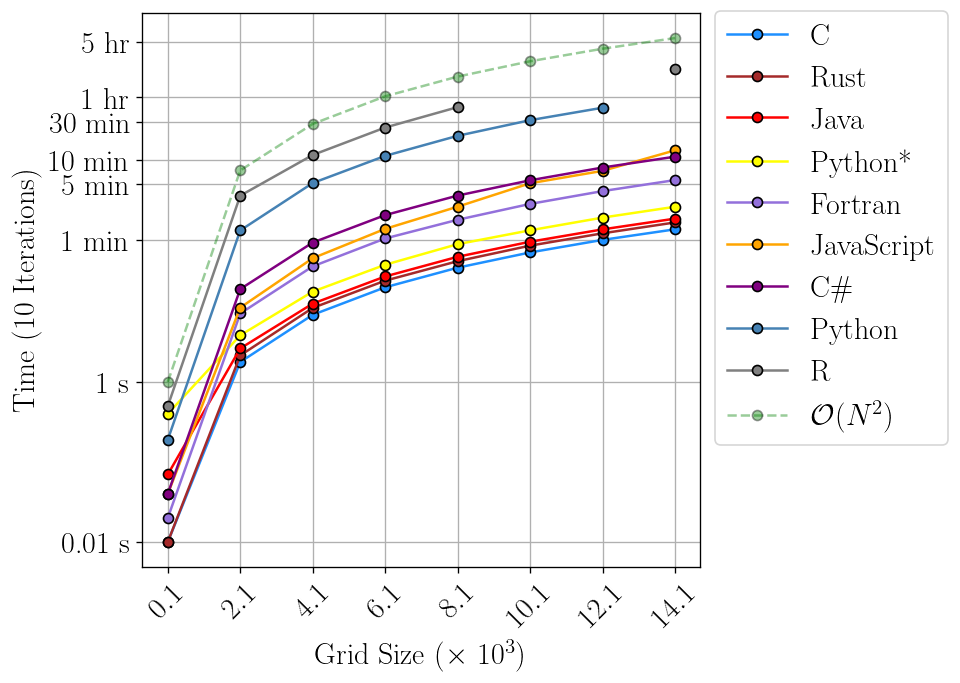 5 hr
1 hr
30 min
10 min
5 min
1 min
1 s
0.01 s
Time (10 Iterations)
0.1
2.1
4.1
6.1
8.1
10.1
12.1
14.1
Grid Size (× 10³)
C
Rust
Java
Python*
Fortran
JavaScript
C#
Python
R
𝒪(N²)